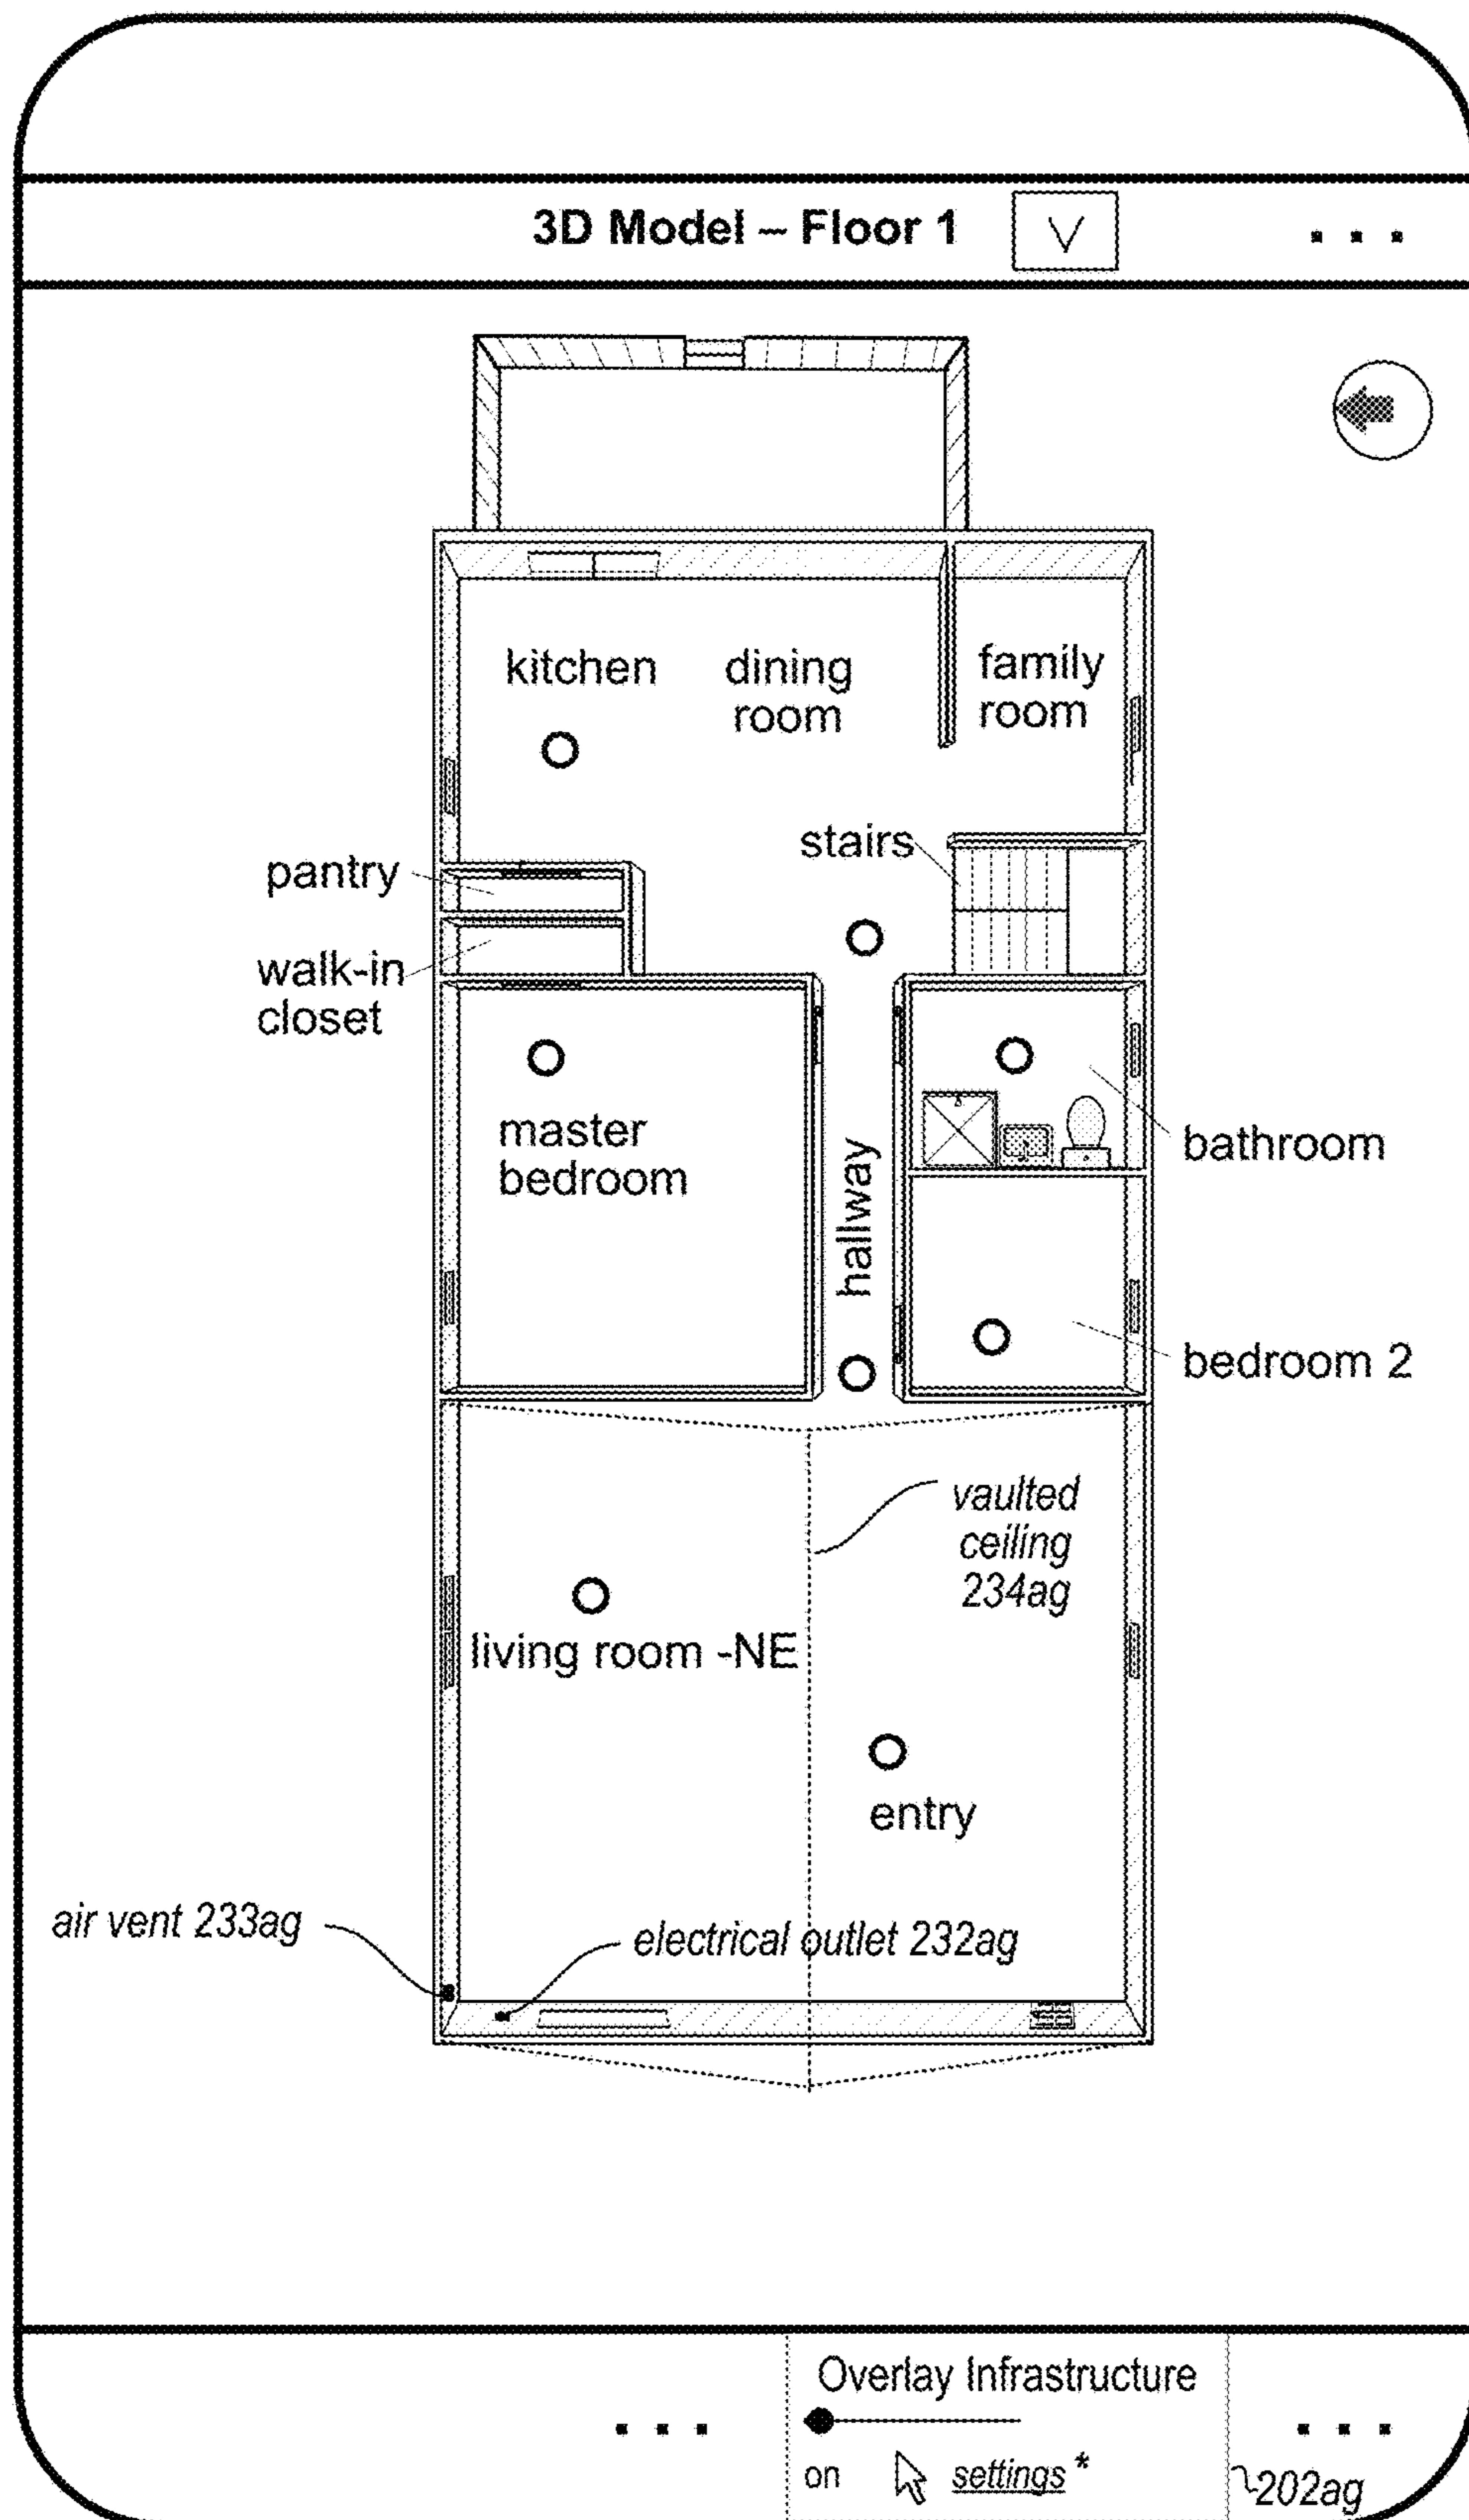 3D Model – Floor 1
. . .
kitchen
dining
room
family
room
stairs
pantry
walk-in
closet
master
bedroom
hallway
bathroom
bedroom 2
vaulted
ceiling
234ag
living room -NE
entry
air vent 233ag
electrical outlet 232ag
Overlay Infrastructure
. . .
. . .
on
settings *
202ag